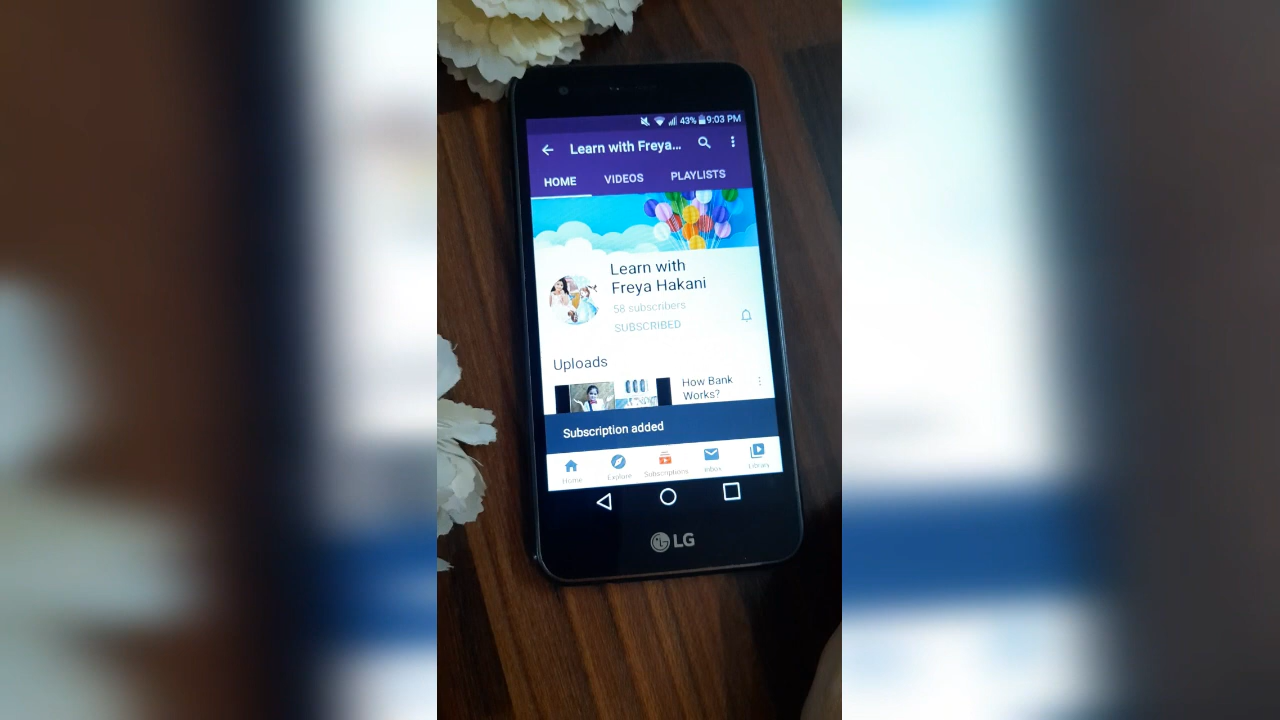 43% 9:03 PM
Learn with Freya...
HOME VIDEOS PLAYLISTS
Learn with
Freya Hakani
58 subscribers
SUBSCRIBED
Uploads
How Bank
Works?
Subscription added
Home Explore Subscriptions Inbox Library
LG